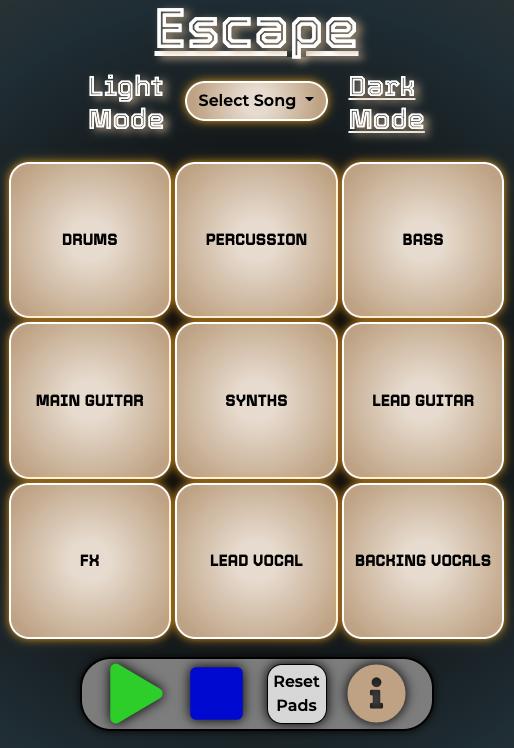 Escape
Light
Mode
Select Song
Dark
Mode
DRUMS
PERCUSSION
BASS
MAIN GUITAR
SYNTHS
LEAD GUITAR
FX
LEAD VOCAL
BACKING VOCALS
Reset
Pads
i